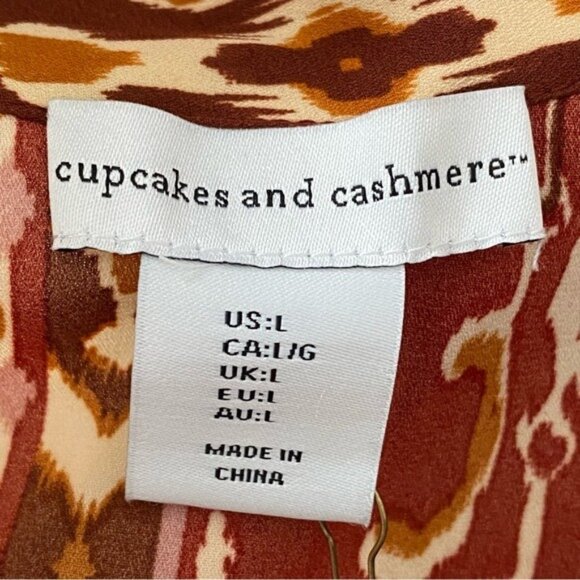 cupcakes and cashmere™
US:L
CA:L/G
UK:L
EU:L
AU:L
MADE IN
CHINA